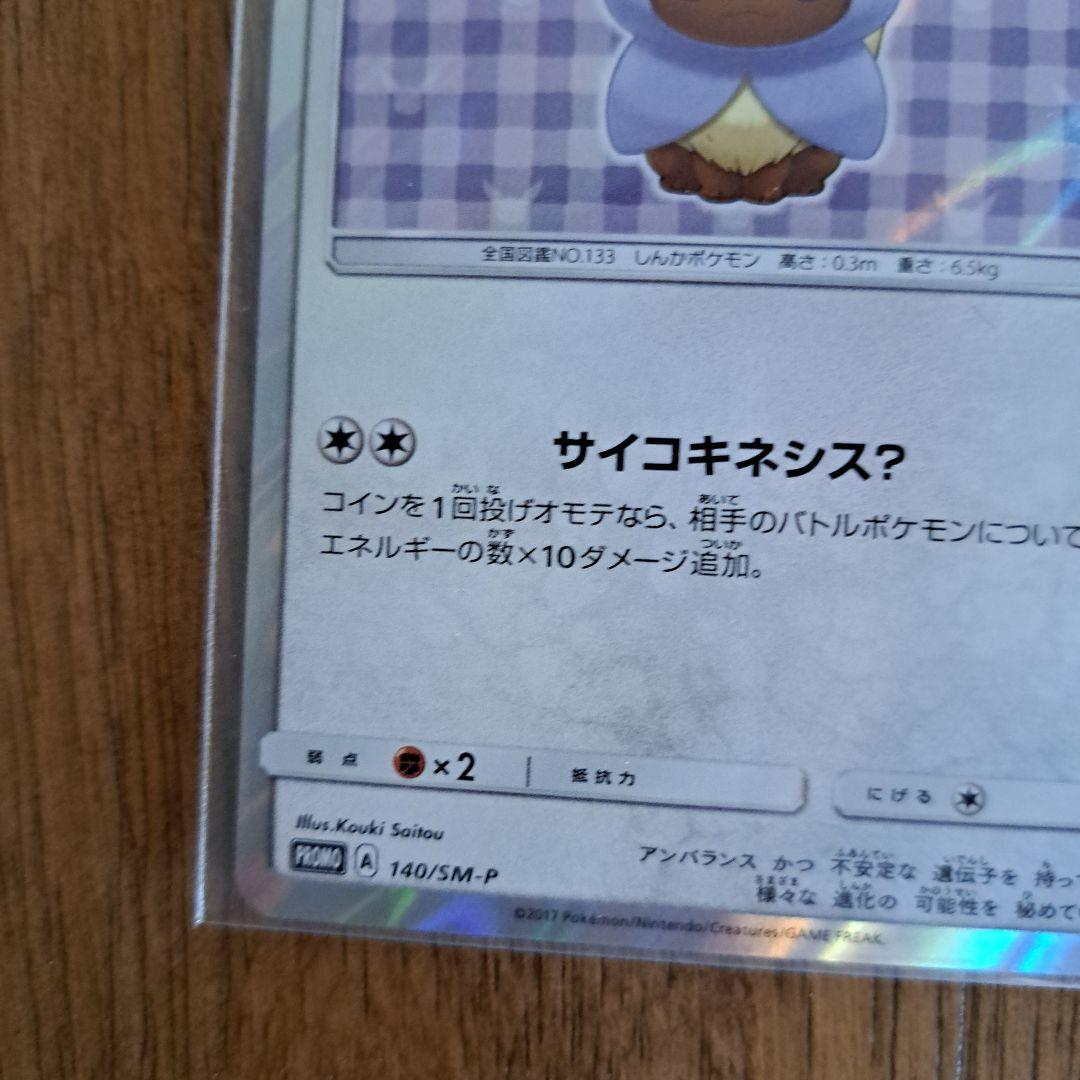 全国図鑑NO.133 しんかポケモン 高さ:0.3m 重さ:6.5kg
サイコキネシス?
コインを1回投げオモテなら、相手のバトルポケモンについて
エネルギーの数×10ダメージ追加。
弱点 ×2 抵抗力 にげる
Illus.Kouki Saitou
PROMO A 140/SM-P
アンバランス かつ 不安定な 遺伝子を 持っ
様々な 進化の 可能性を 秘めて
©2017 Pokémon/Nintendo/Creatures/GAME FREAK.